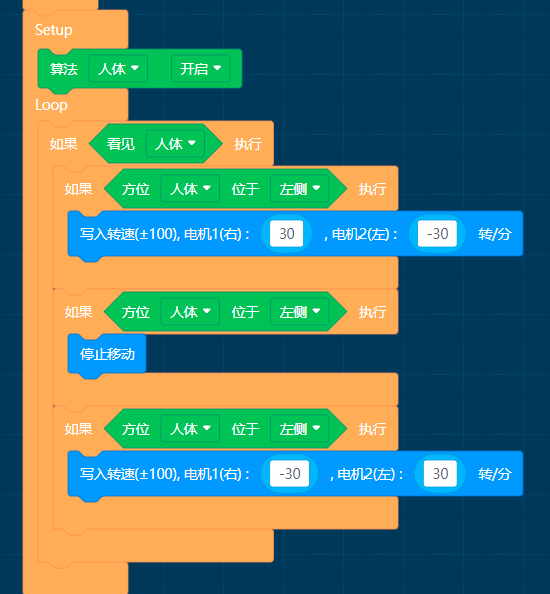 Setup
算法 人体 开启
Loop
如果 看见 人体 执行
如果 方位 人体 位于 左侧 执行
写入转速(±100), 电机1(右) : 30 , 电机2(左) : -30 转/分
如果 方位 人体 位于 左侧 执行
停止移动
如果 方位 人体 位于 左侧 执行
写入转速(±100), 电机1(右) : -30 , 电机2(左) : 30 转/分